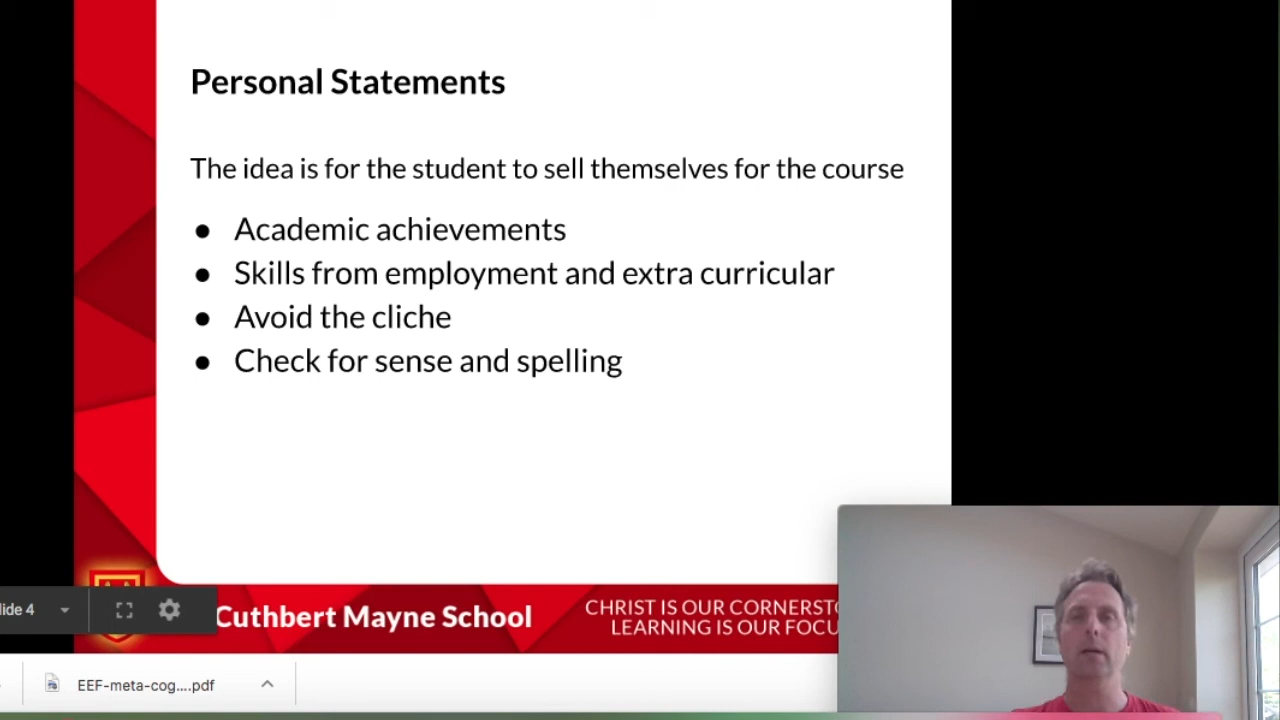 Personal Statements
The idea is for the student to sell themselves for the course
● Academic achievements
● Skills from employment and extra curricular
● Avoid the cliche
● Check for sense and spelling
lide 4
Cuthbert Mayne School
CHRIST IS OUR CORNERSTO
LEARNING IS OUR FOCU
EEF-meta-cog....pdf